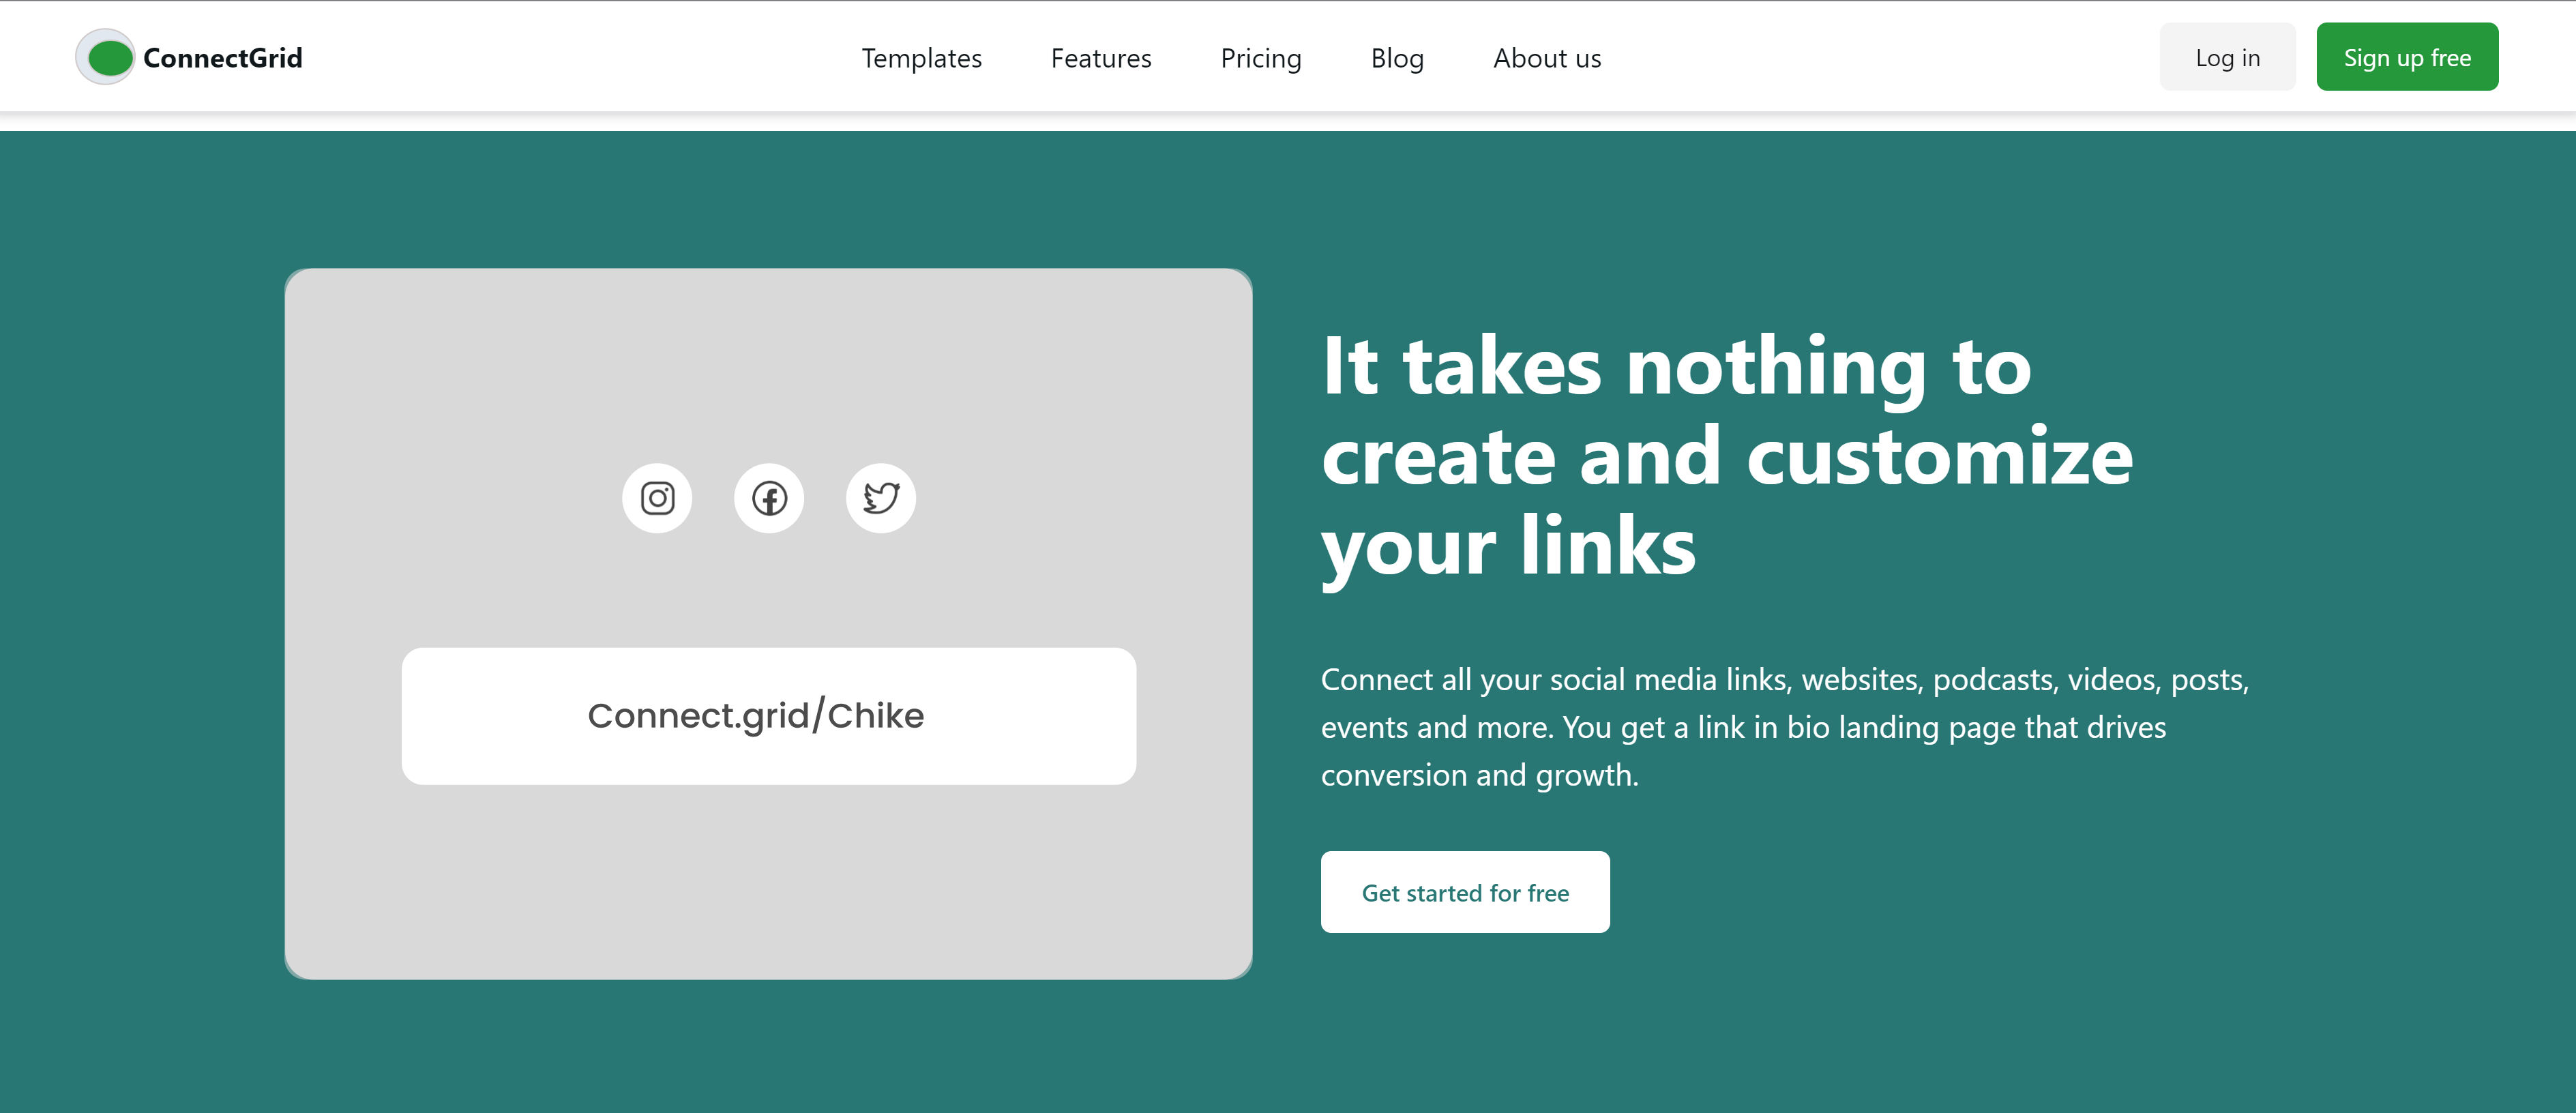 ConnectGrid
Templates
Features
Pricing
Blog
About us
Log in
Sign up free
Connect.grid/Chike
It takes nothing to
create and customize
your links
Connect all your social media links, websites, podcasts, videos, posts,
events and more. You get a link in bio landing page that drives
conversion and growth.
Get started for free